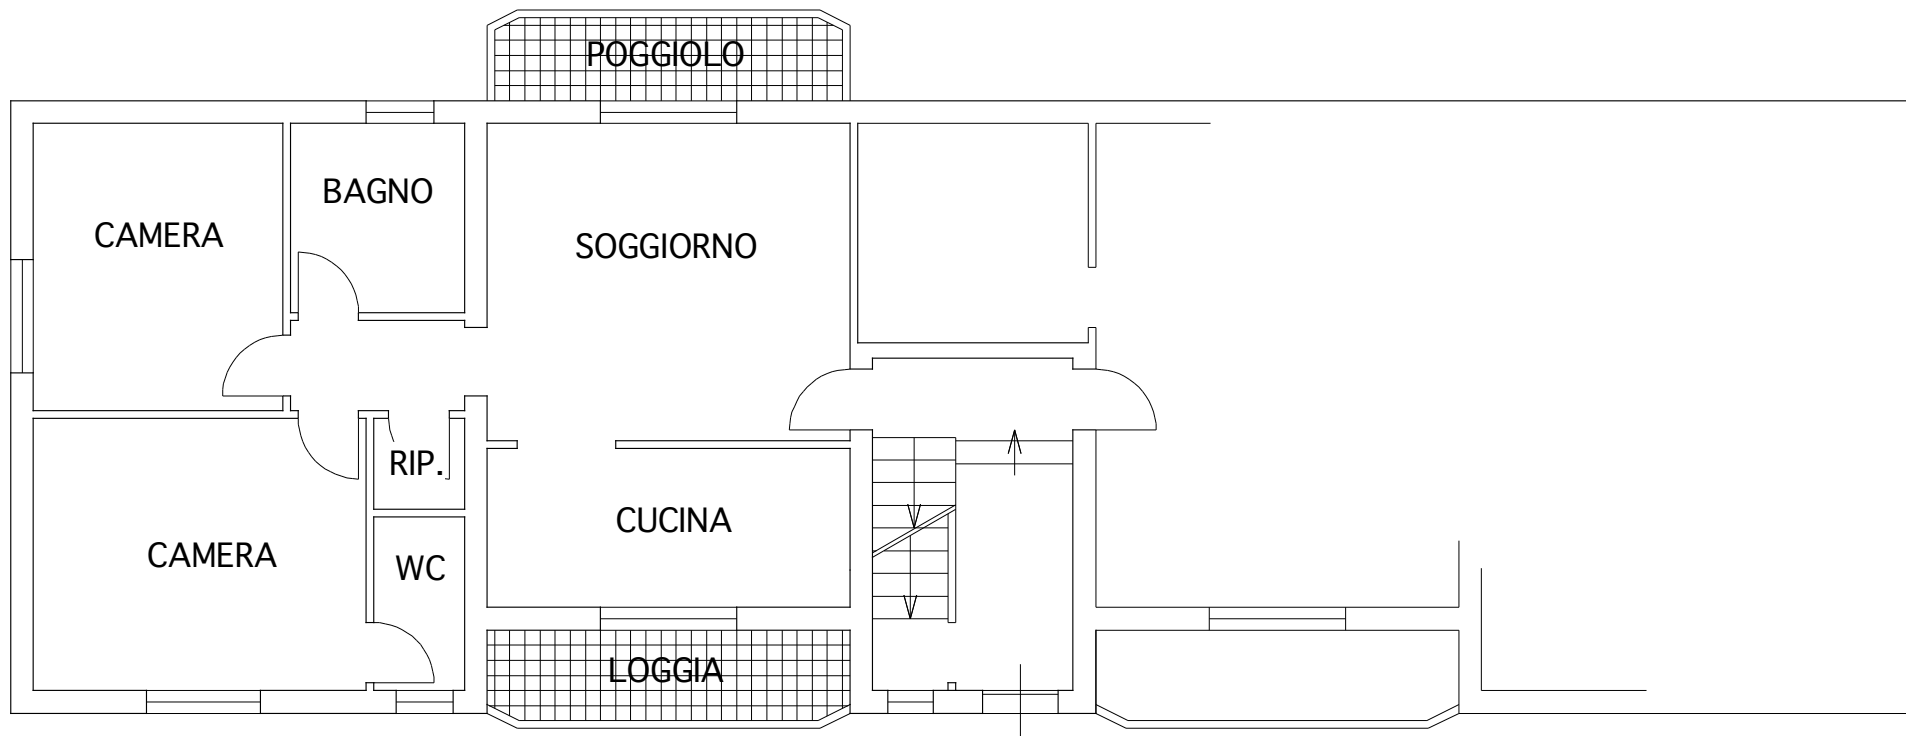 POGGIOLO
BAGNO
CAMERA
SOGGIORNO
RIP.
CUCINA
CAMERA
WC
LOGGIA